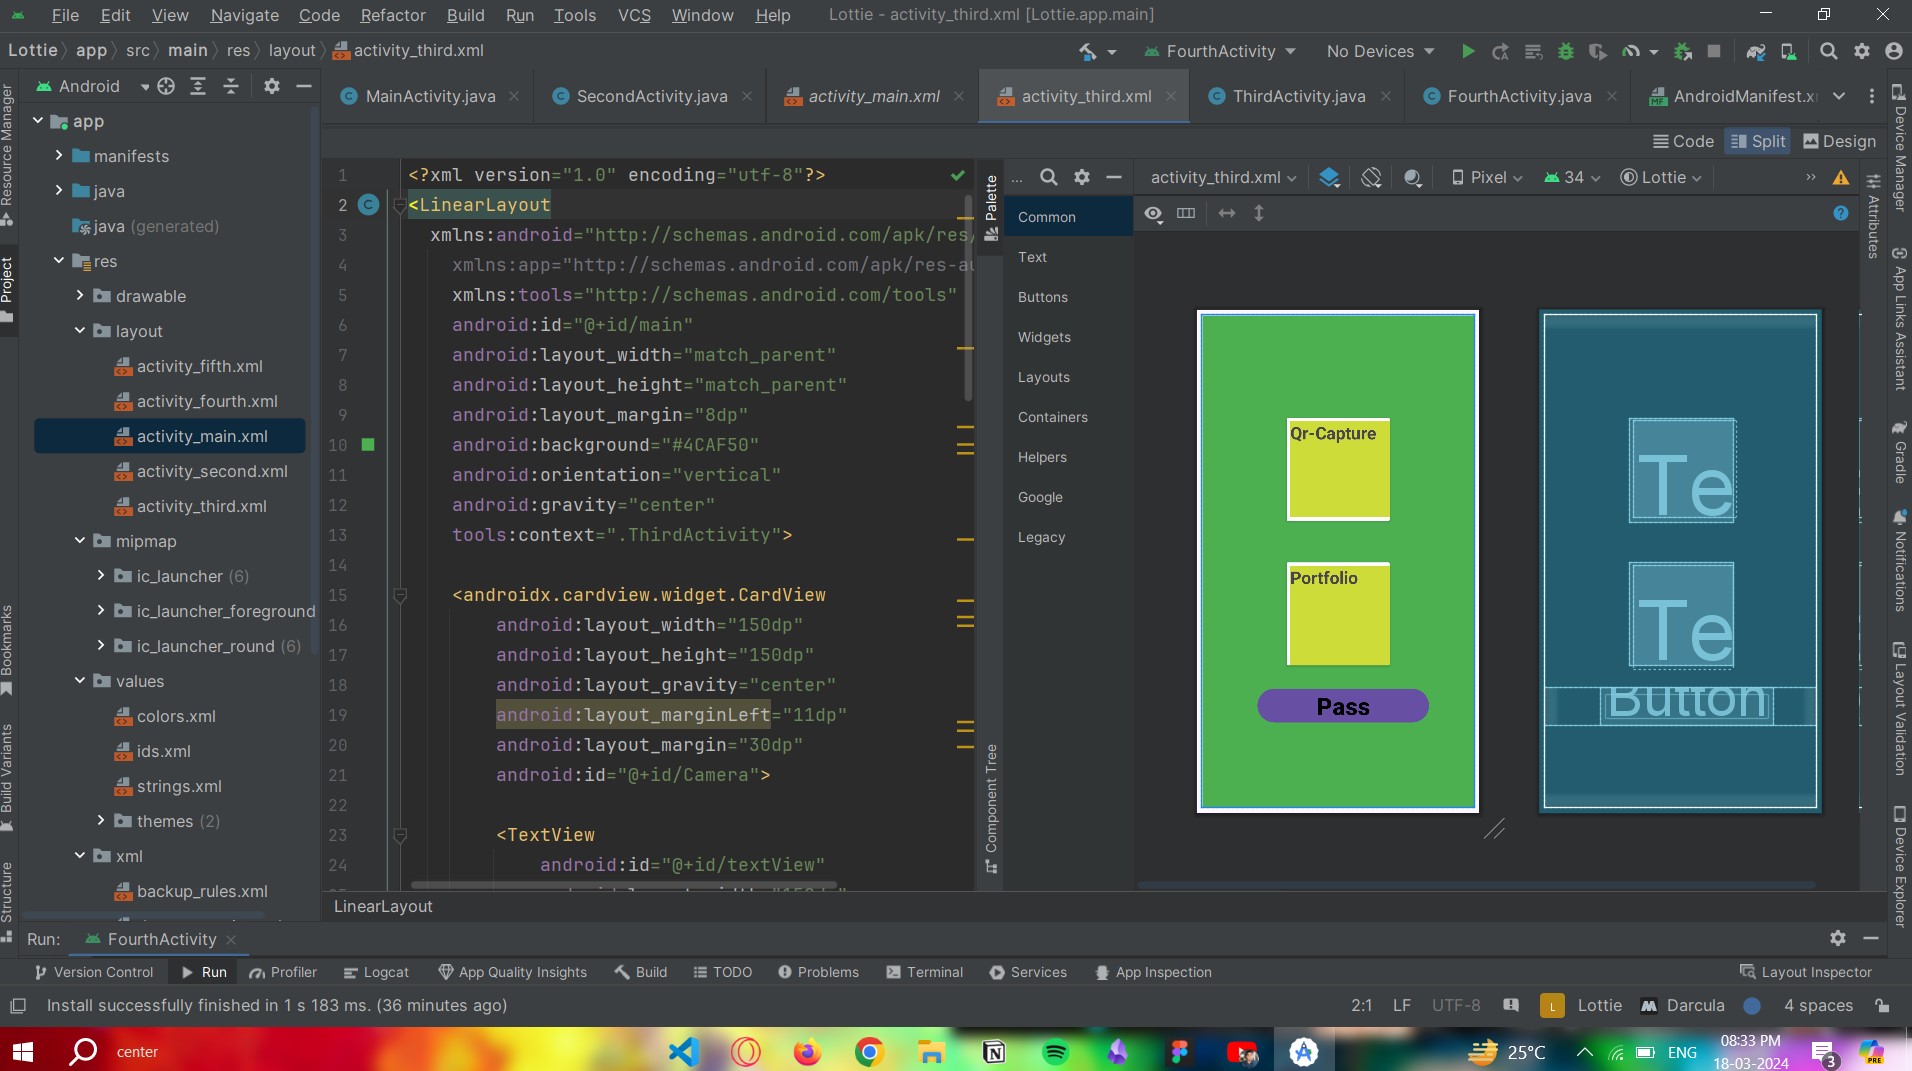 File Edit View Navigate Code Refactor Build Run Tools VCS Window Help Lottie - activity_third.xml [Lottie.app.main]
Lottie app src main res layout activity_third.xml FourthActivity No Devices
Android MainActivity.java SecondActivity.java activity_main.xml activity_third.xml ThirdActivity.java FourthActivity.java AndroidManifest.x
Code Split Design
Resource Manager
Project
Bookmarks
Build Variants
Structure
app
manifests
java
java (generated)
res
drawable
layout
activity_fifth.xml
activity_fourth.xml
activity_main.xml
activity_second.xml
activity_third.xml
mipmap
ic_launcher (6)
ic_launcher_foreground
ic_launcher_round (6)
values
colors.xml
ids.xml
strings.xml
themes (2)
xml
backup_rules.xml
1 <?xml version="1.0" encoding="utf-8"?>
2 <LinearLayout
3 xmlns:android="http://schemas.android.com/apk/res/
4 xmlns:app="http://schemas.android.com/apk/res-au
5 xmlns:tools="http://schemas.android.com/tools"
6 android:id="@+id/main"
7 android:layout_width="match_parent"
8 android:layout_height="match_parent"
9 android:layout_margin="8dp"
10 android:background="#4CAF50"
11 android:orientation="vertical"
12 android:gravity="center"
13 tools:context=".ThirdActivity">
14
15 <androidx.cardview.widget.CardView
16 android:layout_width="150dp"
17 android:layout_height="150dp"
18 android:layout_gravity="center"
19 android:layout_marginLeft="11dp"
20 android:layout_margin="30dp"
21 android:id="@+id/Camera">
22
23 <TextView
24 android:id="@+id/textView"
LinearLayout
Palette
Component Tree
... activity_third.xml Pixel 34 Lottie
Common
Text
Buttons
Widgets
Layouts
Containers
Helpers
Google
Legacy
Qr-Capture
Portfolio
Pass
Te
Te
Button
Attributes
Device Manager
App Links Assistant
Gradle
Notifications
Layout Validation
Device Explorer
Run: FourthActivity
Version Control Run Profiler Logcat App Quality Insights Build TODO Problems Terminal Services App Inspection Layout Inspector
Install successfully finished in 1 s 183 ms. (36 minutes ago) 2:1 LF UTF-8 L Lottie Darcula 4 spaces
center 25°C ENG 08:33 PM
18-03-2024 3 PRE